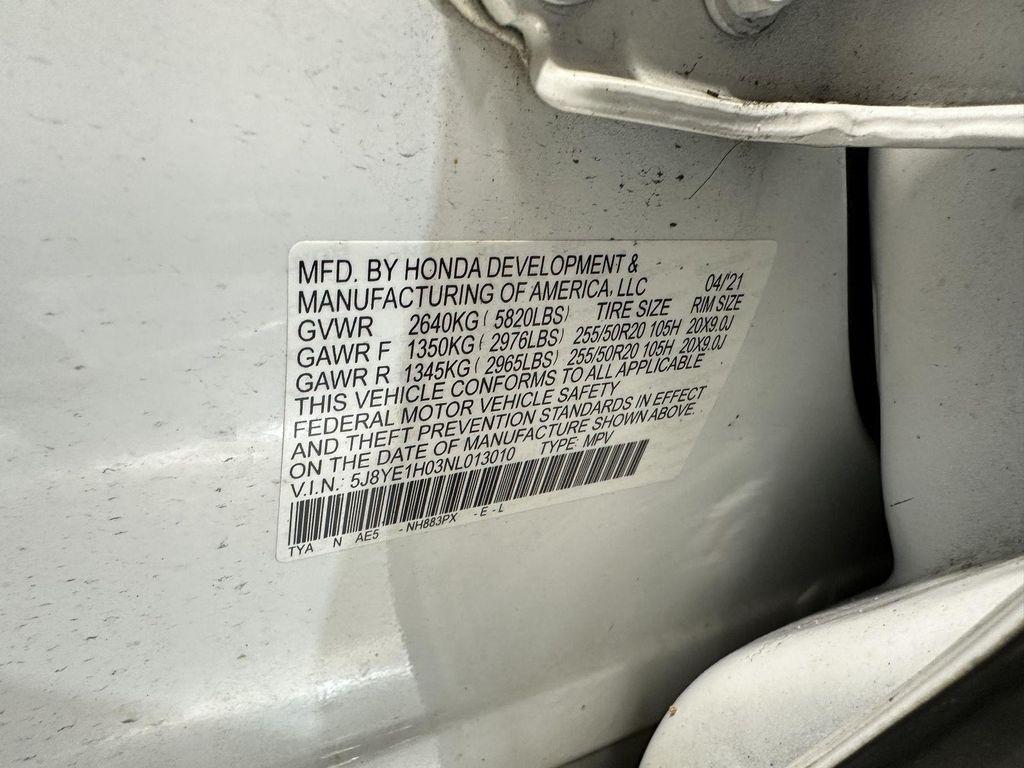 MFD. BY HONDA DEVELOPMENT &
MANUFACTURING OF AMERICA, LLC 04/'21
GVWR 2640KG ( 5820LBS) TIRE SIZE RIM SIZE
GAWR F 1350KG ( 2976LBS) 255/50R20 105H 20X9.0J
GAWR R 1345KG ( 2965LBS) 255/50R20 105H 20X9.0J
THIS VEHICLE CONFORMS TO ALL APPLICABLE
FEDERAL MOTOR VEHICLE SAFETY
AND THEFT PREVENTION STANDARDS IN EFFECT
ON THE DATE OF MANUFACTURE SHOWN ABOVE.
V.I.N.: 5J8YE1H03NL013010 TYPE: MPV
TYA N AE5 -NH883PX -E-L